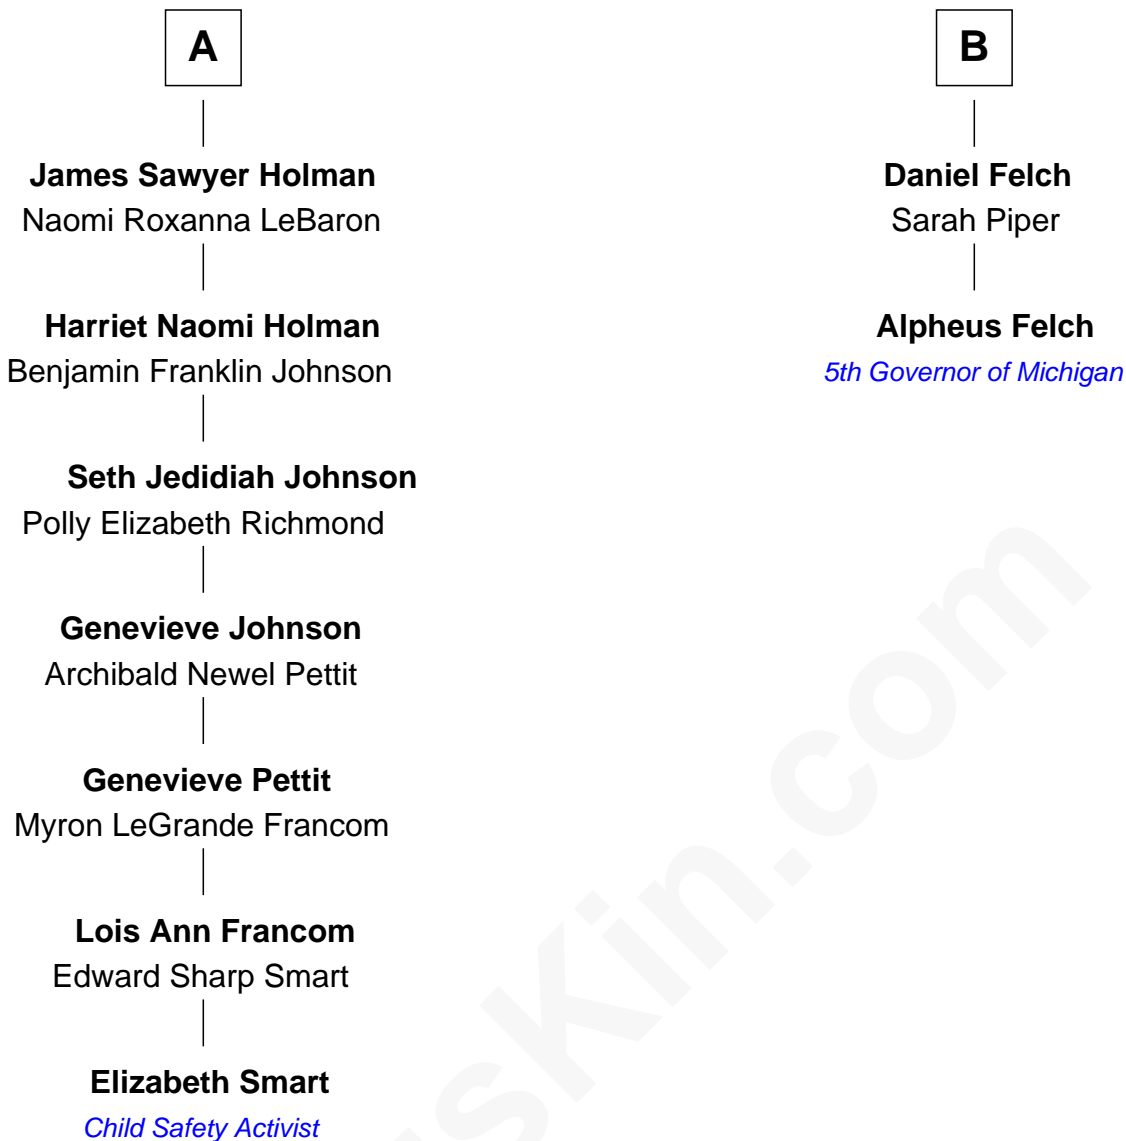 A
James Sawyer Holman
Naomi Roxanna LeBaron
Harriet Naomi Holman
Benjamin Franklin Johnson
Seth Jedidiah Johnson
Polly Elizabeth Richmond
Genevieve Johnson
Archibald Newel Pettit
Genevieve Pettit
Myron LeGrande Francom
Lois Ann Francom
Edward Sharp Smart
Elizabeth Smart
Child Safety Activist
B
Daniel Felch
Sarah Piper
Alpheus Felch
5th Governor of Michigan
sKin.com